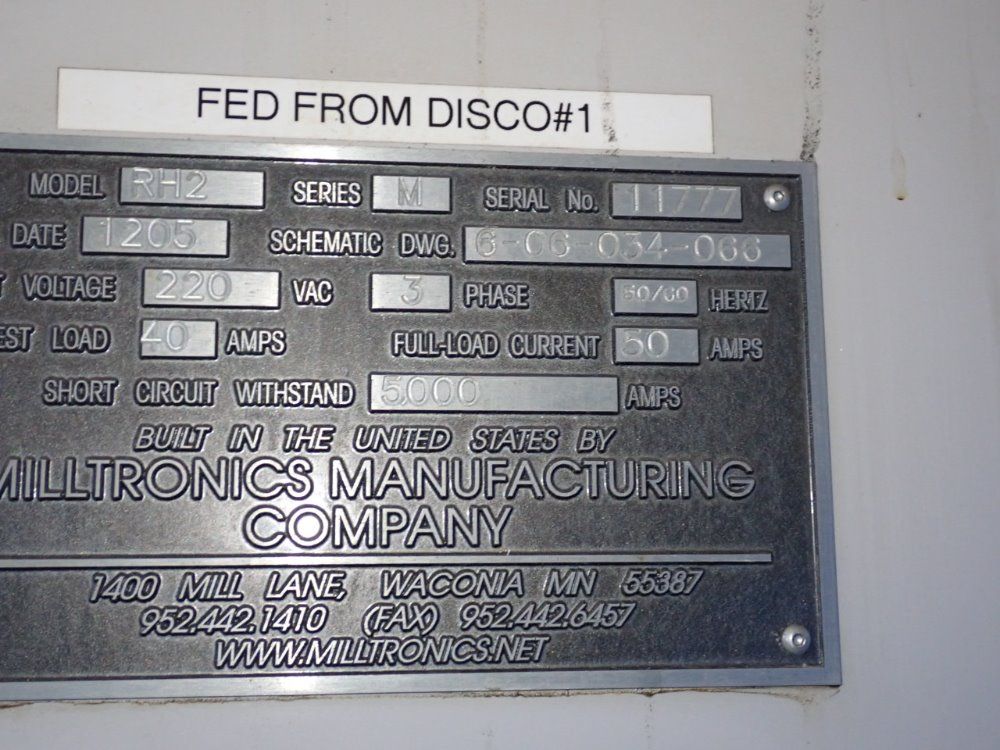 FED FROM DISCO#1
MODEL RH2 SERIES M SERIAL No. 11777
DATE 1205 SCHEMATIC DWG. 6-06-034-066
T VOLTAGE 220 VAC 3 PHASE 50/60 HERTZ
EST LOAD 40 AMPS FULL-LOAD CURRENT 50 AMPS
SHORT CIRCUIT WITHSTAND 5000 AMPS
BUILT IN THE UNITED STATES BY
MILLTRONICS MANUFACTURING
COMPANY
1400 MILL LANE, WACONIA MN 55387
952.442.1410 (FAX) 952.442.6457
WWW.MILLTRONICS.NET